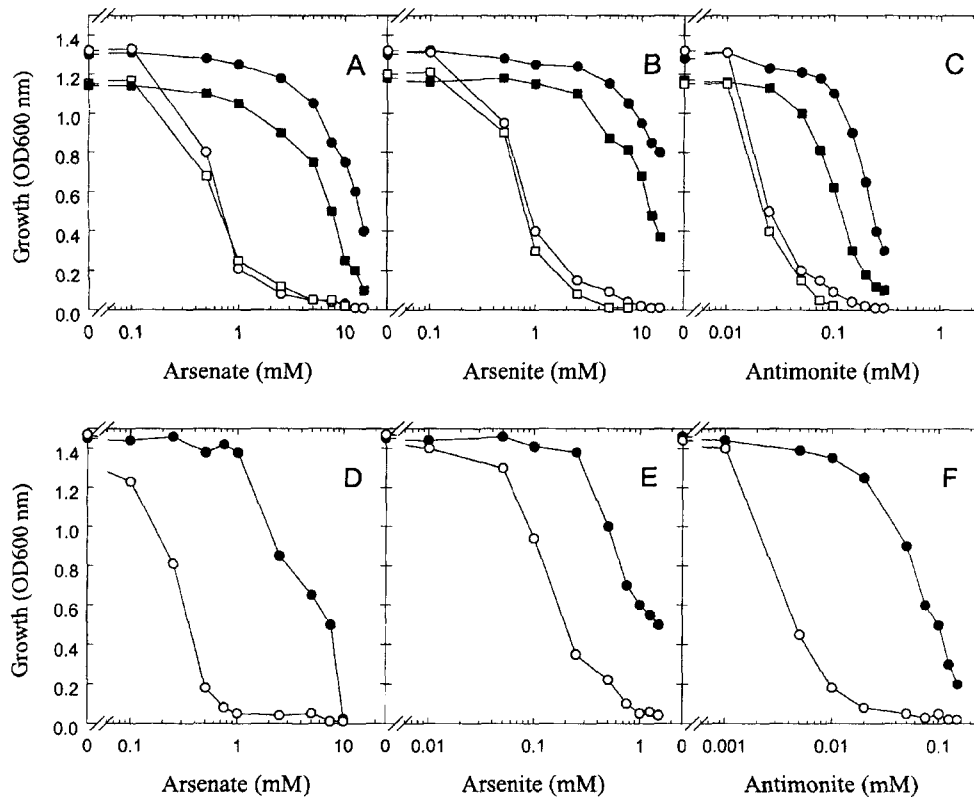 A B C
Growth (OD600 nm)
1.4
1.2
1.0
0.8
0.6
0.4
0.2
0.0
0 0.1 1 10 0 0.1 1 10 0 0.01 0.1 1
Arsenate (mM) Arsenite (mM) Antimonite (mM)
D E F
Growth (OD600 nm)
1.4
1.2
1.0
0.8
0.6
0.4
0.2
0.0
0 0.1 1 10 0 0.01 0.1 1 0 0.001 0.01 0.1
Arsenate (mM) Arsenite (mM) Antimonite (mM)